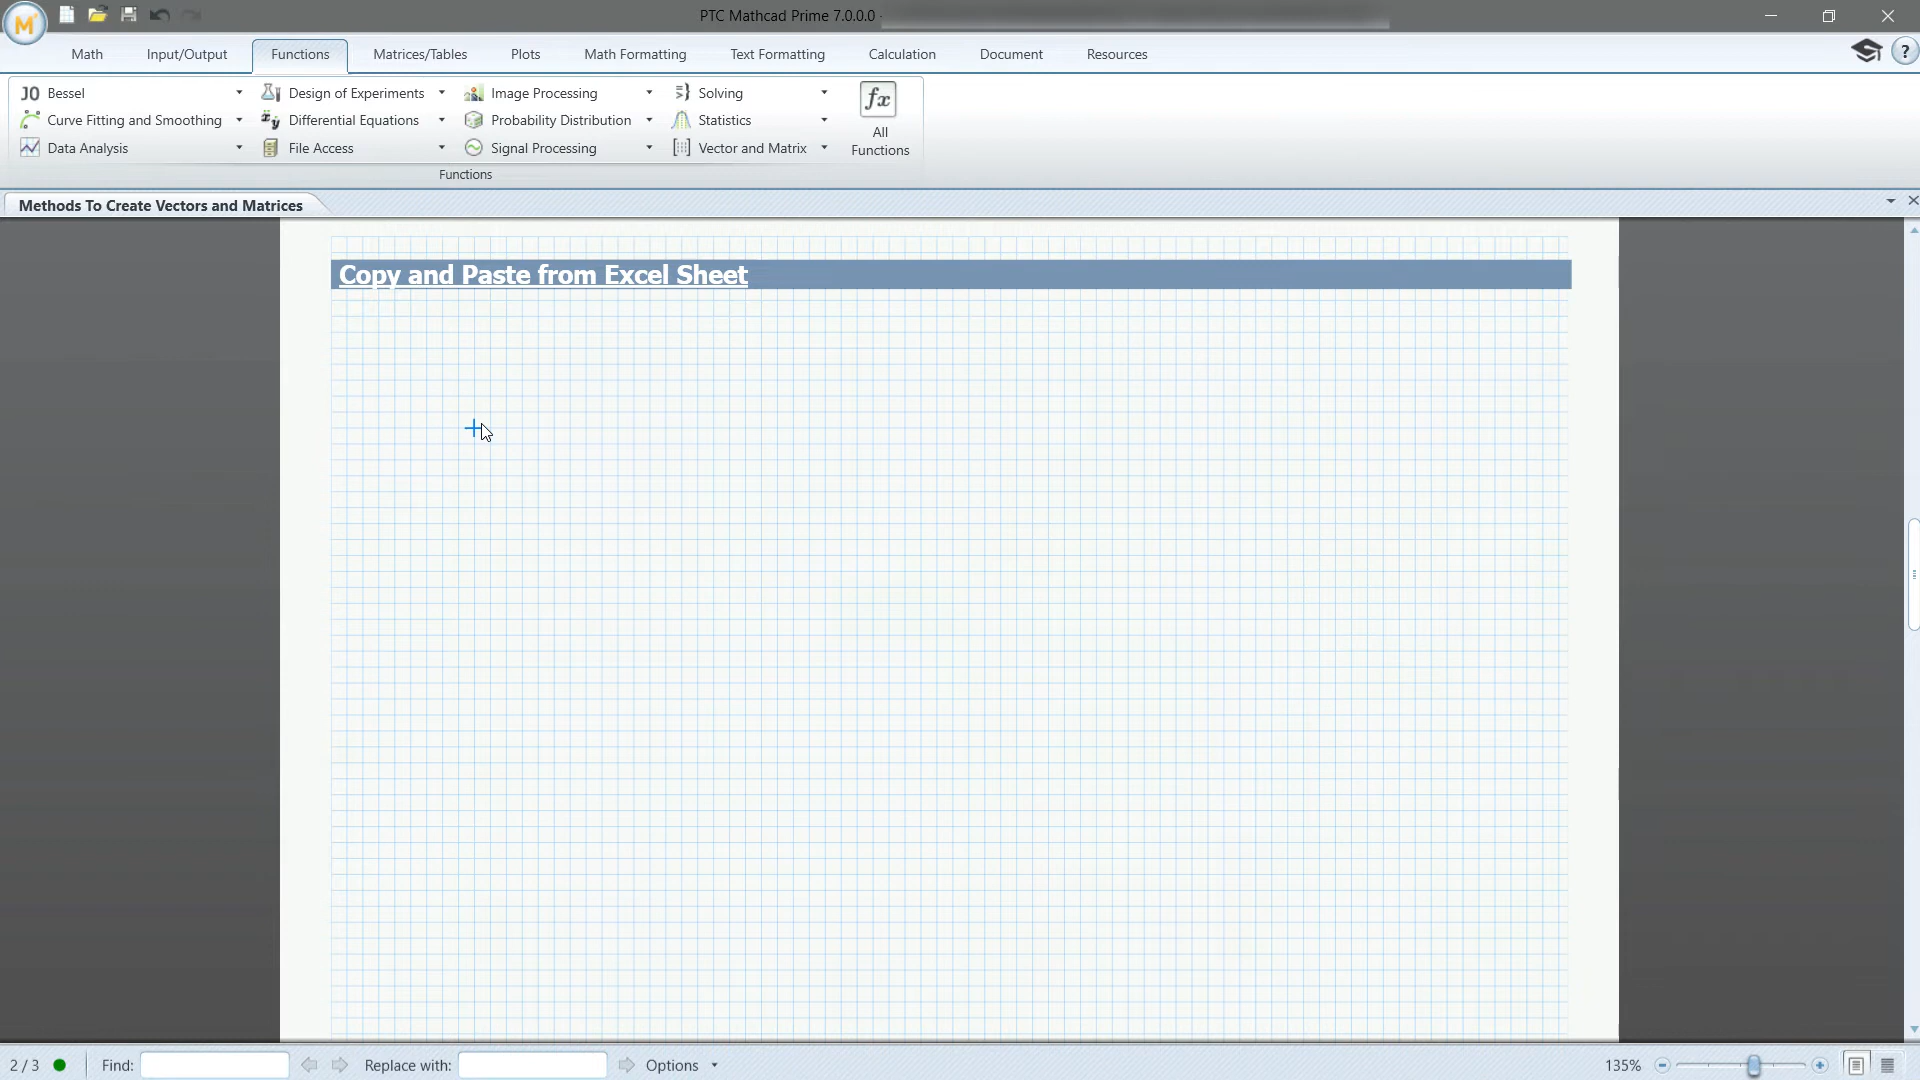 PTC Mathcad Prime 7.0.0.0 -
Math Input/Output Functions Matrices/Tables Plots Math Formatting Text Formatting Calculation Document Resources
?
J0 Bessel Design of Experiments Image Processing Solving
Curve Fitting and Smoothing Differential Equations Probability Distribution Statistics
Data Analysis File Access Signal Processing Vector and Matrix
fx
All
Functions
Functions
Methods To Create Vectors and Matrices
Copy and Paste from Excel Sheet
2 / 3 Find: Replace with: Options 135%